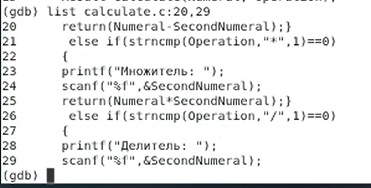 (gdb) list calculate.c:20,29
20      return(Numeral-SecondNumeral);}
21       else if(strncmp(Operation,"*",1)==0)
22      {
23      printf("Множитель: ");
24      scanf("%f",&SecondNumeral);
25      return(Numeral*SecondNumeral);}
26       else if(strncmp(Operation,"/",1)==0)
27      {
28      printf("Делитель: ");
29      scanf("%f",&SecondNumeral);
(gdb)